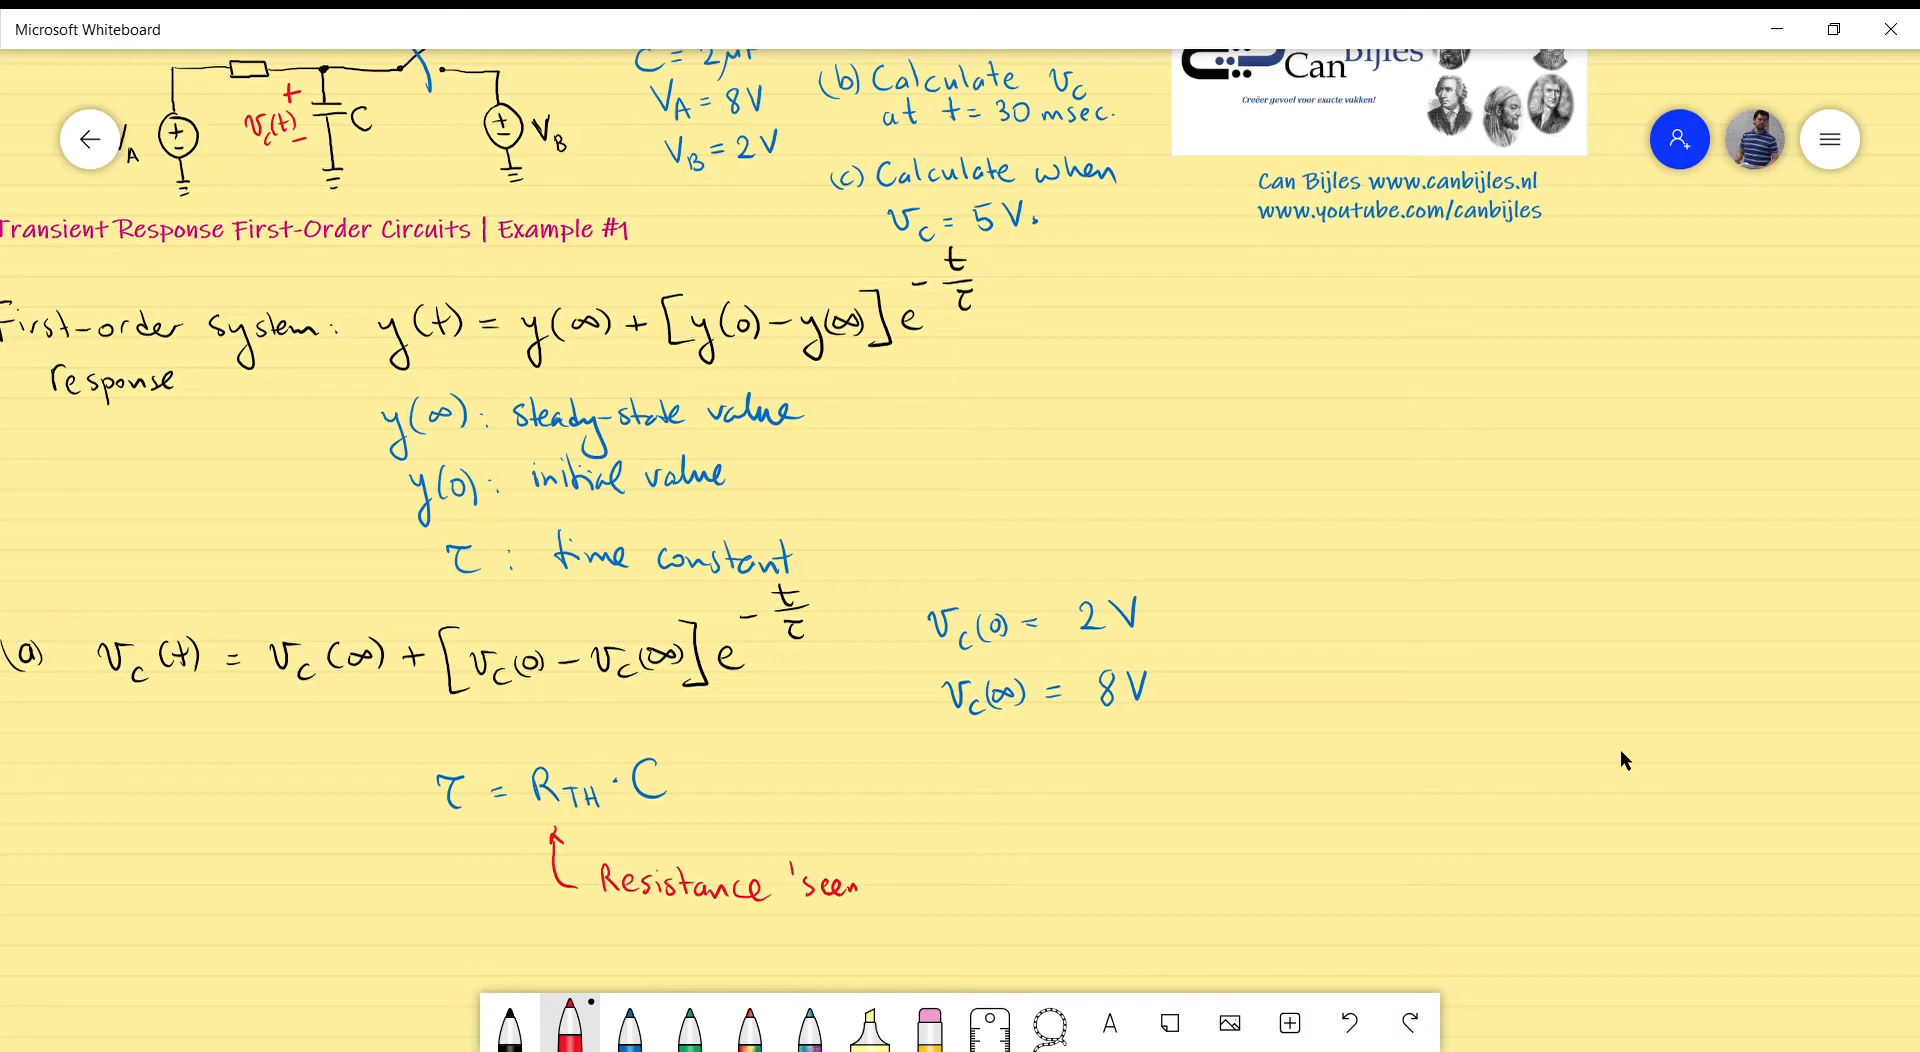 Microsoft Whiteboard
C = 2μF
V_A = 8V
V_B = 2V
(b) Calculate v_c
at t = 30 msec.
(c) Calculate when
v_c = 5V.
+
v_c(t)
−
C
A
V_B
Can Bijles
Creëer gevoel voor exacte vakken!
Can Bijles www.canbijles.nl
www.youtube.com/canbijles
Transient Response First-Order Circuits | Example #1
First-order system: y(t) = y(∞) + [y(0) − y(∞)] e^{−t/τ}
response
y(∞): steady-state value
y(0): initial value
τ : time constant
(a) v_c(t) = v_c(∞) + [v_c(0) − v_c(∞)] e^{−t/τ}
v_c(0) = 2V
v_c(∞) = 8V
τ = R_TH · C
Resistance 'seen